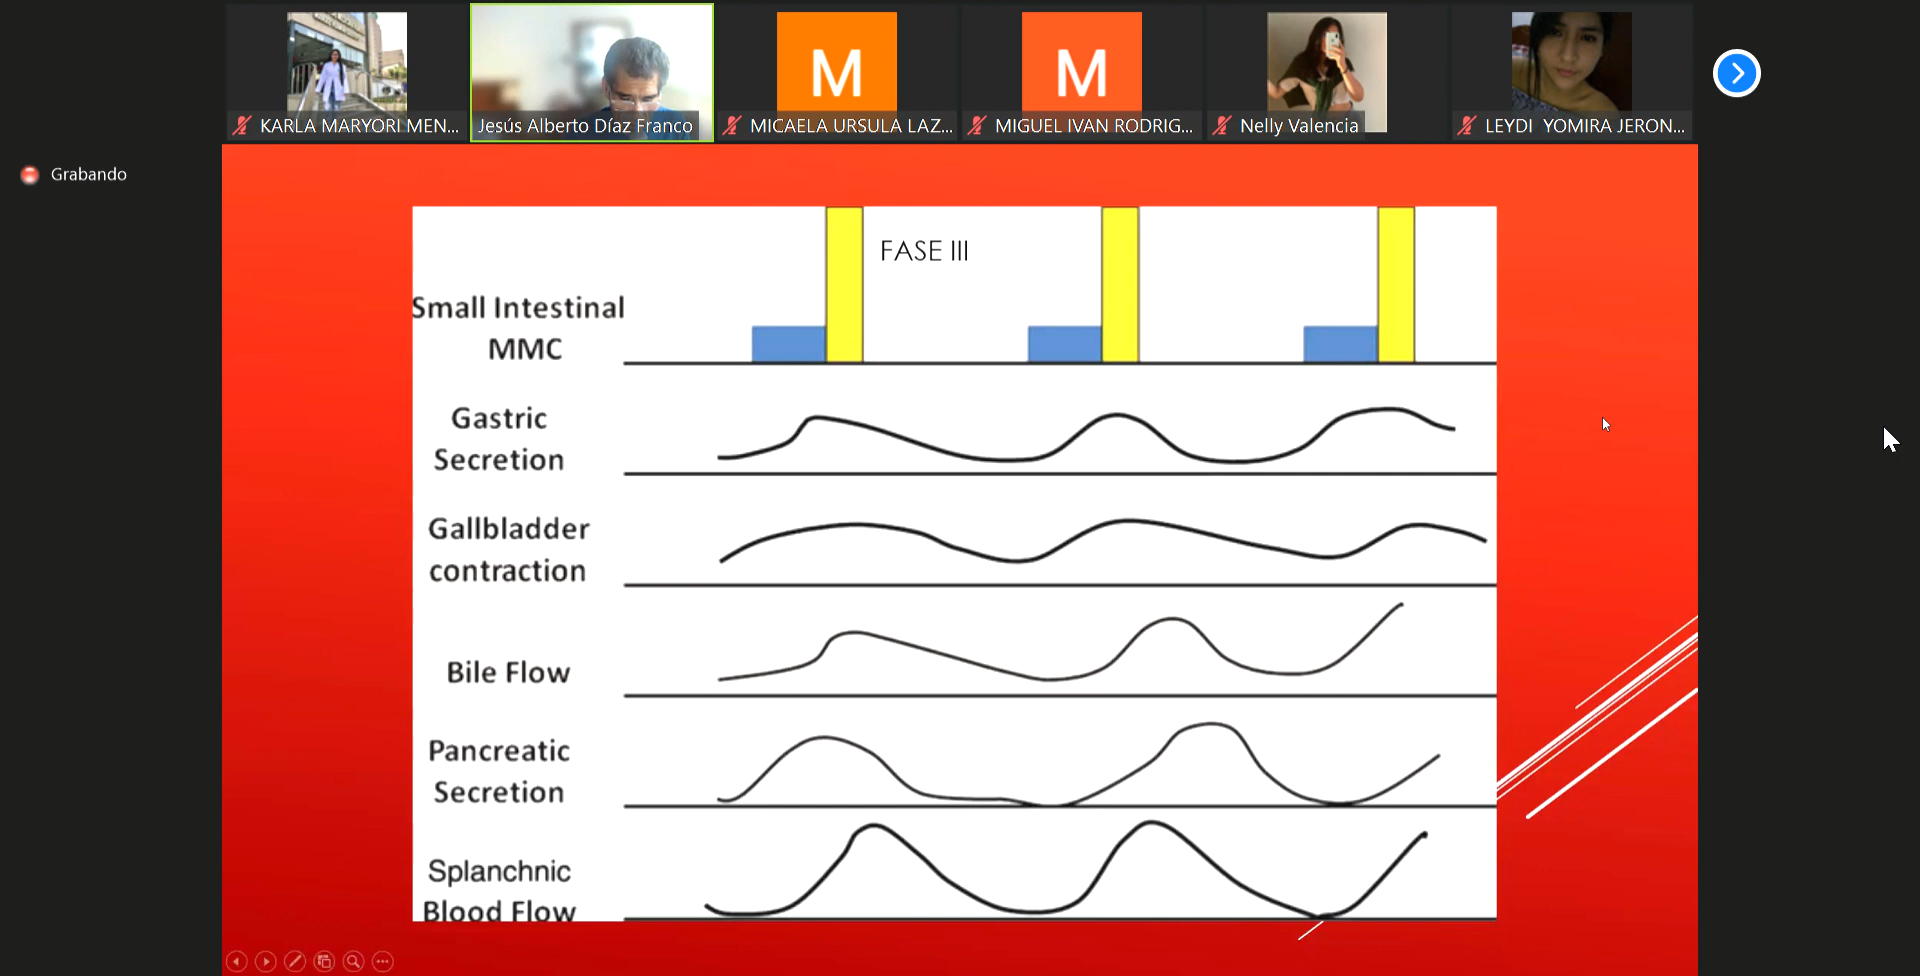 KARLA MARYORI MEN...
Jesús Alberto Díaz Franco
M
MICAELA URSULA LAZ...
M
MIGUEL IVAN RODRIG...
Nelly Valencia
LEYDI YOMIRA JERON...
Grabando
FASE III
Small Intestinal
MMC
Gastric
Secretion
Gallbladder
contraction
Bile Flow
Pancreatic
Secretion
Splanchnic
Blood Flow